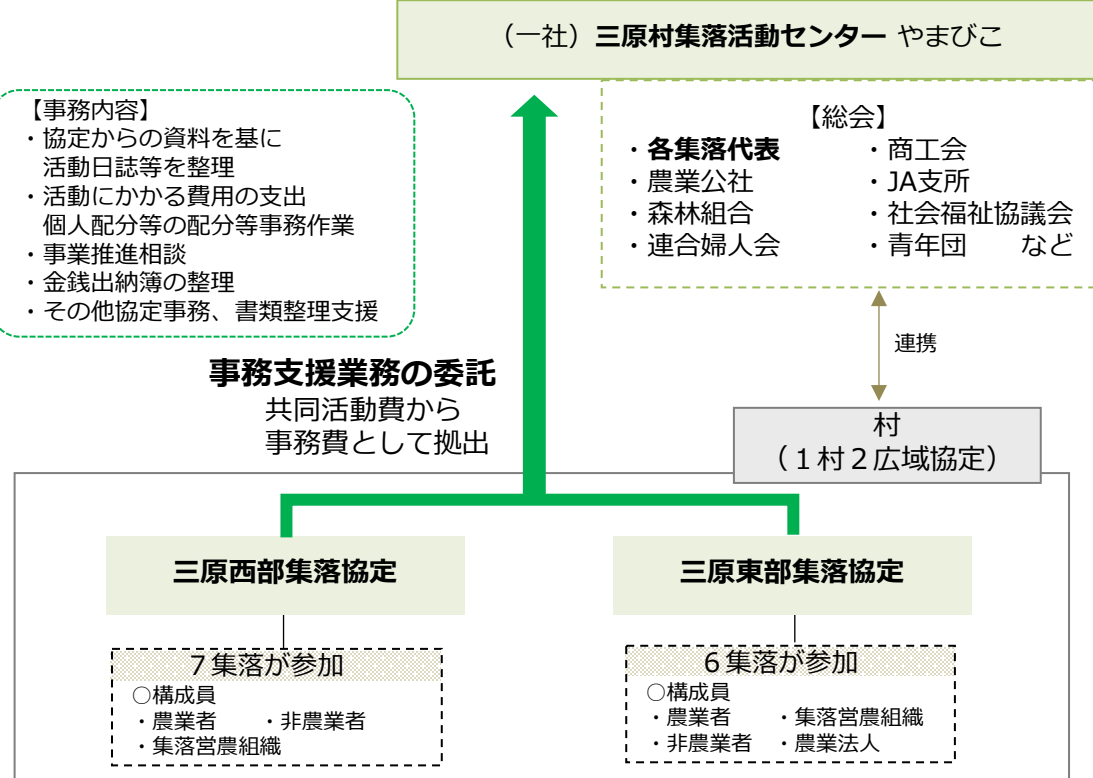 （一社）三原村集落活動センター やまびこ
【事務内容】
・協定からの資料を基に
活動日誌等を整理
・活動にかかる費用の支出
個人配分等の配分等事務作業
・事業推進相談
・金銭出納簿の整理
・その他協定事務、書類整理支援
【総会】
・各集落代表 ・商工会
・農業公社 ・JA支所
・森林組合 ・社会福祉協議会
・連合婦人会 ・青年団 など
連携
事務支援業務の委託
共同活動費から
事務費として拠出
村
（１村２広域協定）
三原西部集落協定
７集落が参加
○構成員
・農業者 ・非農業者
・集落営農組織
三原東部集落協定
６集落が参加
○構成員
・農業者 ・集落営農組織
・非農業者 ・農業法人